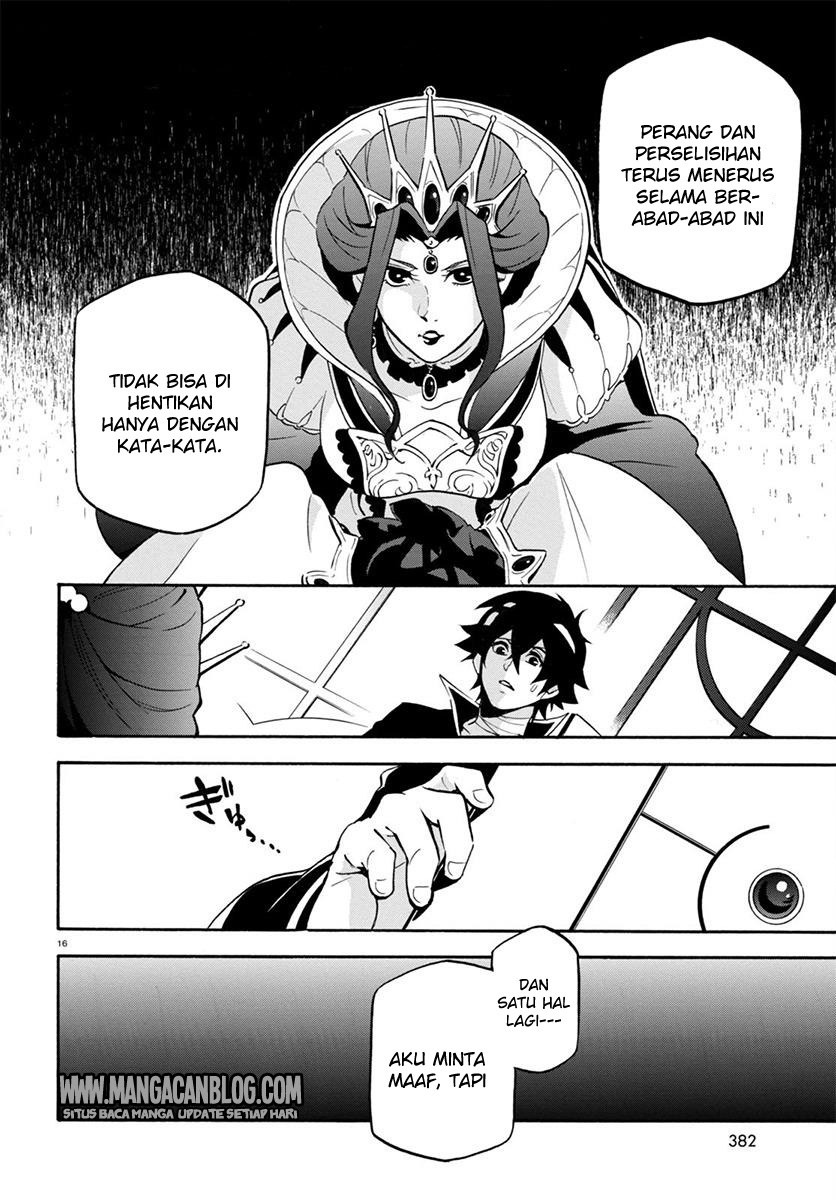 PERANG DAN
PERSELISIHAN
TERUS MENERUS
SELAMA BER-
ABAD-ABAD INI
TIDAK BISA DI
HENTIKAN
HANYA DENGAN
KATA-KATA.
ぎゅっ…
16
DAN
SATU HAL
LAGI---
AKU MINTA
MAAF, TAPI
WWW.MANGACANBLOG.COM
SITUS BACA MANGA UPDATE SETIAP HARI
382